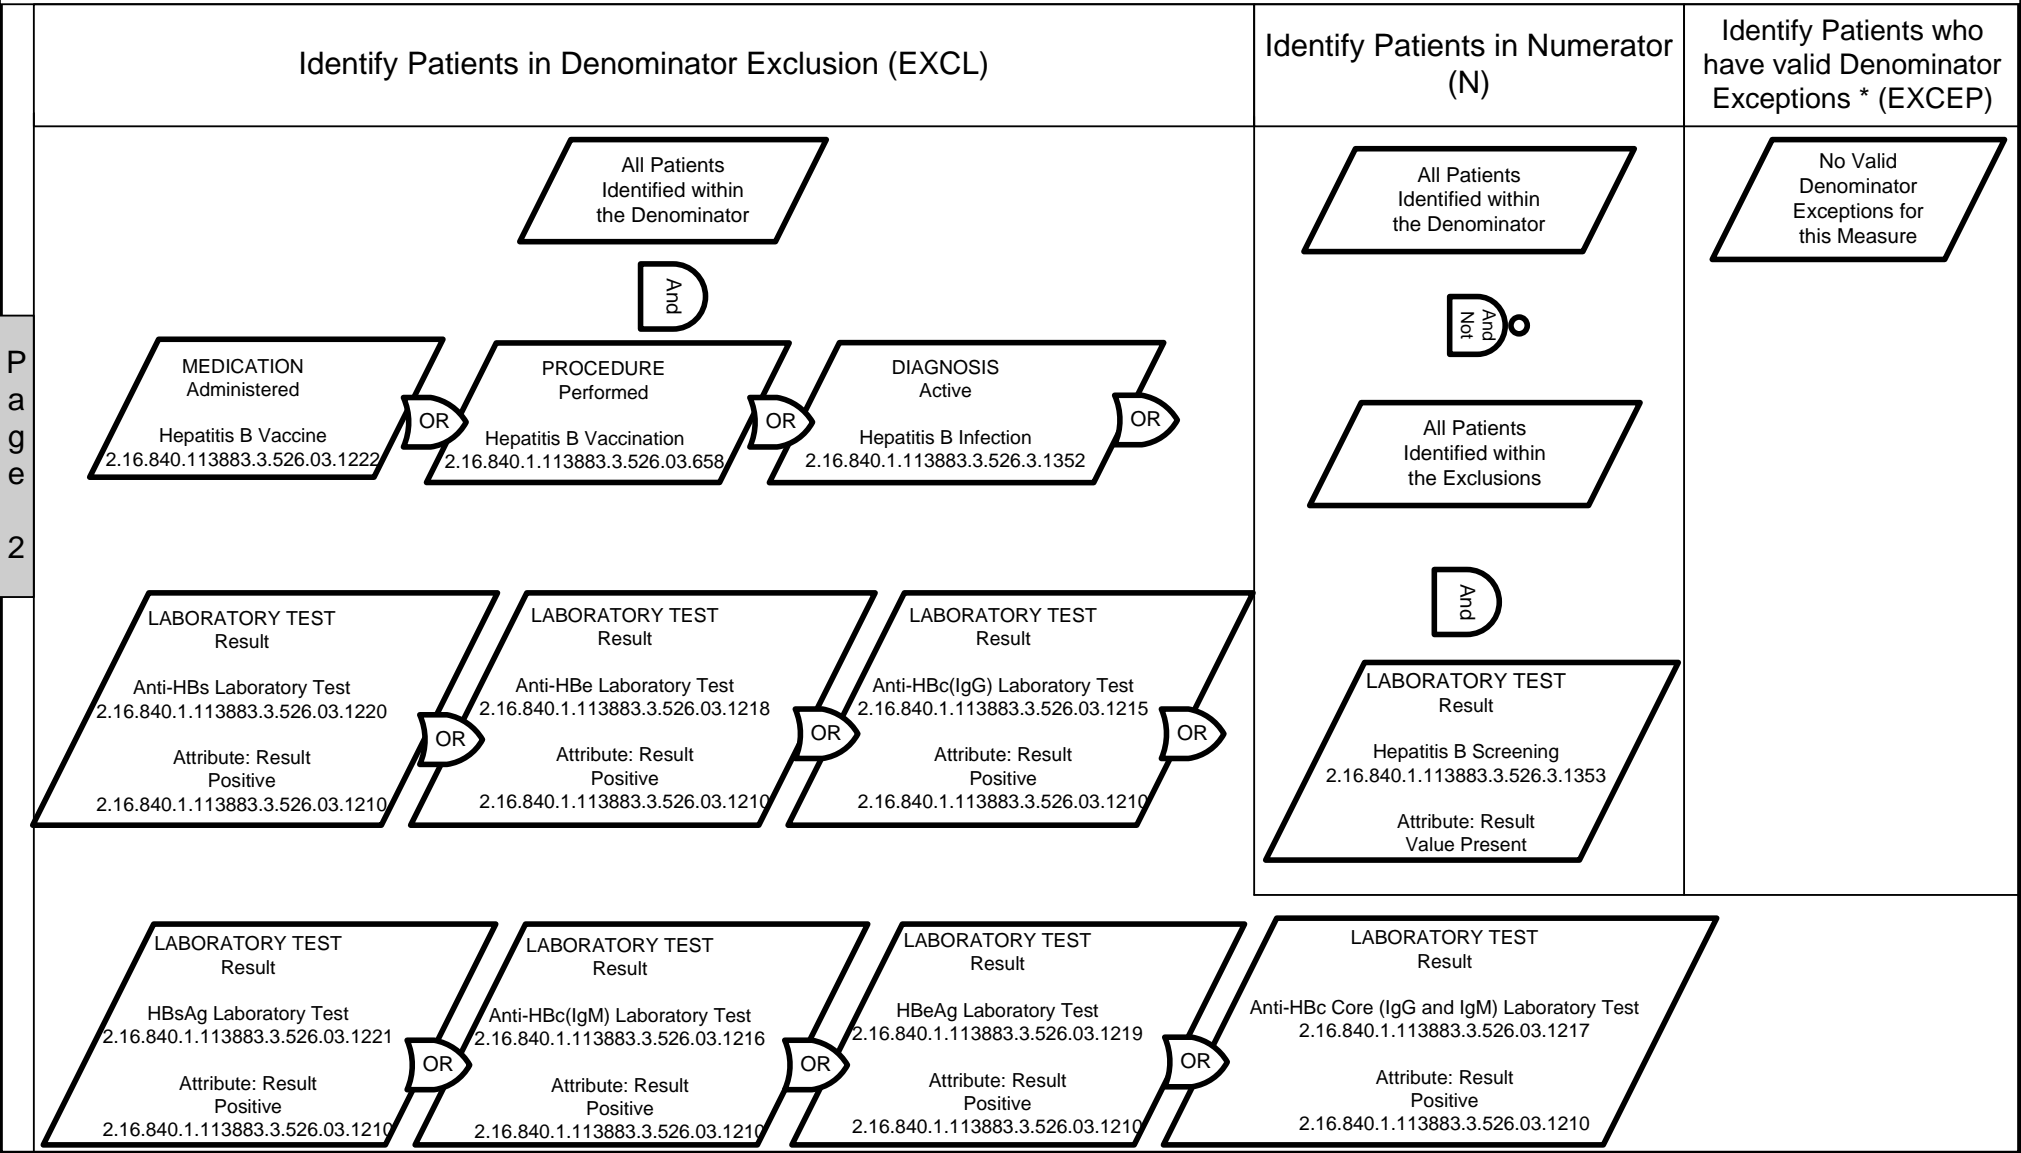 Identify Patients in Denominator Exclusion (EXCL)
Identify Patients in Numerator
(N)
Identify Patients who
have valid Denominator
Exceptions * (EXCEP)
P
a
g
e
2
All Patients
Identified within
the Denominator
And
MEDICATION
Administered
Hepatitis B Vaccine
2.16.840.113883.3.526.03.1222
OR
PROCEDURE
Performed
Hepatitis B Vaccination
2.16.840.1.113883.3.526.03.658
OR
DIAGNOSIS
Active
Hepatitis B Infection
2.16.840.1.113883.3.526.3.1352
OR
LABORATORY TEST
Result
Anti-HBs Laboratory Test
2.16.840.1.113883.3.526.03.1220
Attribute: Result
Positive
2.16.840.1.113883.3.526.03.1210
OR
LABORATORY TEST
Result
Anti-HBe Laboratory Test
2.16.840.1.113883.3.526.03.1218
Attribute: Result
Positive
2.16.840.1.113883.3.526.03.1210
OR
LABORATORY TEST
Result
Anti-HBc(IgG) Laboratory Test
2.16.840.1.113883.3.526.03.1215
Attribute: Result
Positive
2.16.840.1.113883.3.526.03.1210
OR
LABORATORY TEST
Result
HBsAg Laboratory Test
2.16.840.1.113883.3.526.03.1221
Attribute: Result
Positive
2.16.840.1.113883.3.526.03.1210
OR
LABORATORY TEST
Result
Anti-HBc(IgM) Laboratory Test
2.16.840.1.113883.3.526.03.1216
Attribute: Result
Positive
2.16.840.1.113883.3.526.03.1210
OR
LABORATORY TEST
Result
HBeAg Laboratory Test
2.16.840.1.113883.3.526.03.1219
Attribute: Result
Positive
2.16.840.1.113883.3.526.03.1210
OR
LABORATORY TEST
Result
Anti-HBc Core (IgG and IgM) Laboratory Test
2.16.840.1.113883.3.526.03.1217
Attribute: Result
Positive
2.16.840.1.113883.3.526.03.1210
All Patients
Identified within
the Denominator
And
Not
All Patients
Identified within
the Exclusions
And
LABORATORY TEST
Result
Hepatitis B Screening
2.16.840.1.113883.3.526.3.1353
Attribute: Result
Value Present
No Valid
Denominator
Exceptions for
this Measure